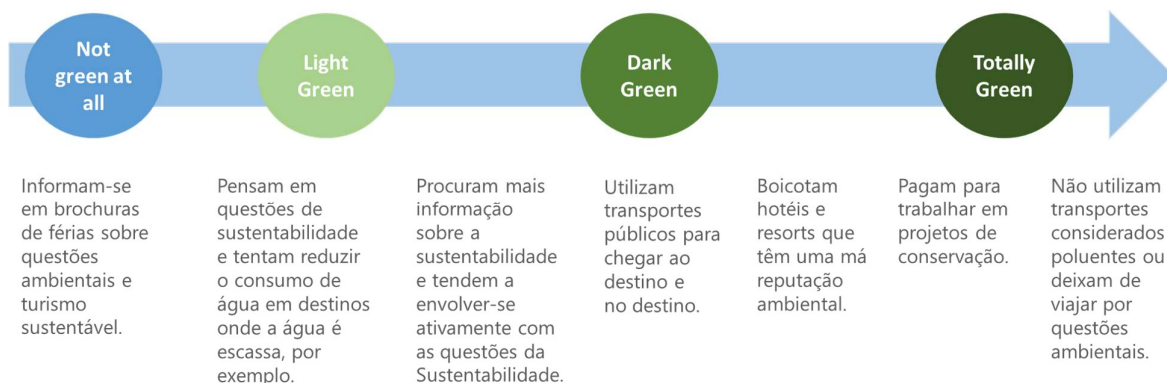 Not
green at
all
Light
Green
Dark
Green
Totally
Green
Informam-se
em brochuras
de férias sobre
questões
ambientais e
turismo
sustentável.
Pensam em
questões de
sustentabilidade
e tentam reduzir
o consumo de
água em destinos
onde a água é
escassa, por
exemplo.
Procuram mais
informação
sobre a
sustentabilidade
e tendem a
envolver-se
ativamente com
as questões da
Sustentabilidade.
Utilizam
transportes
públicos para
chegar ao
destino e
no destino.
Boicotam
hotéis e
resorts que
têm uma má
reputação
ambiental.
Pagam para
trabalhar em
projetos de
conservação.
Não utilizam
transportes
considerados
poluentes ou
deixam de
viajar por
questões
ambientais.